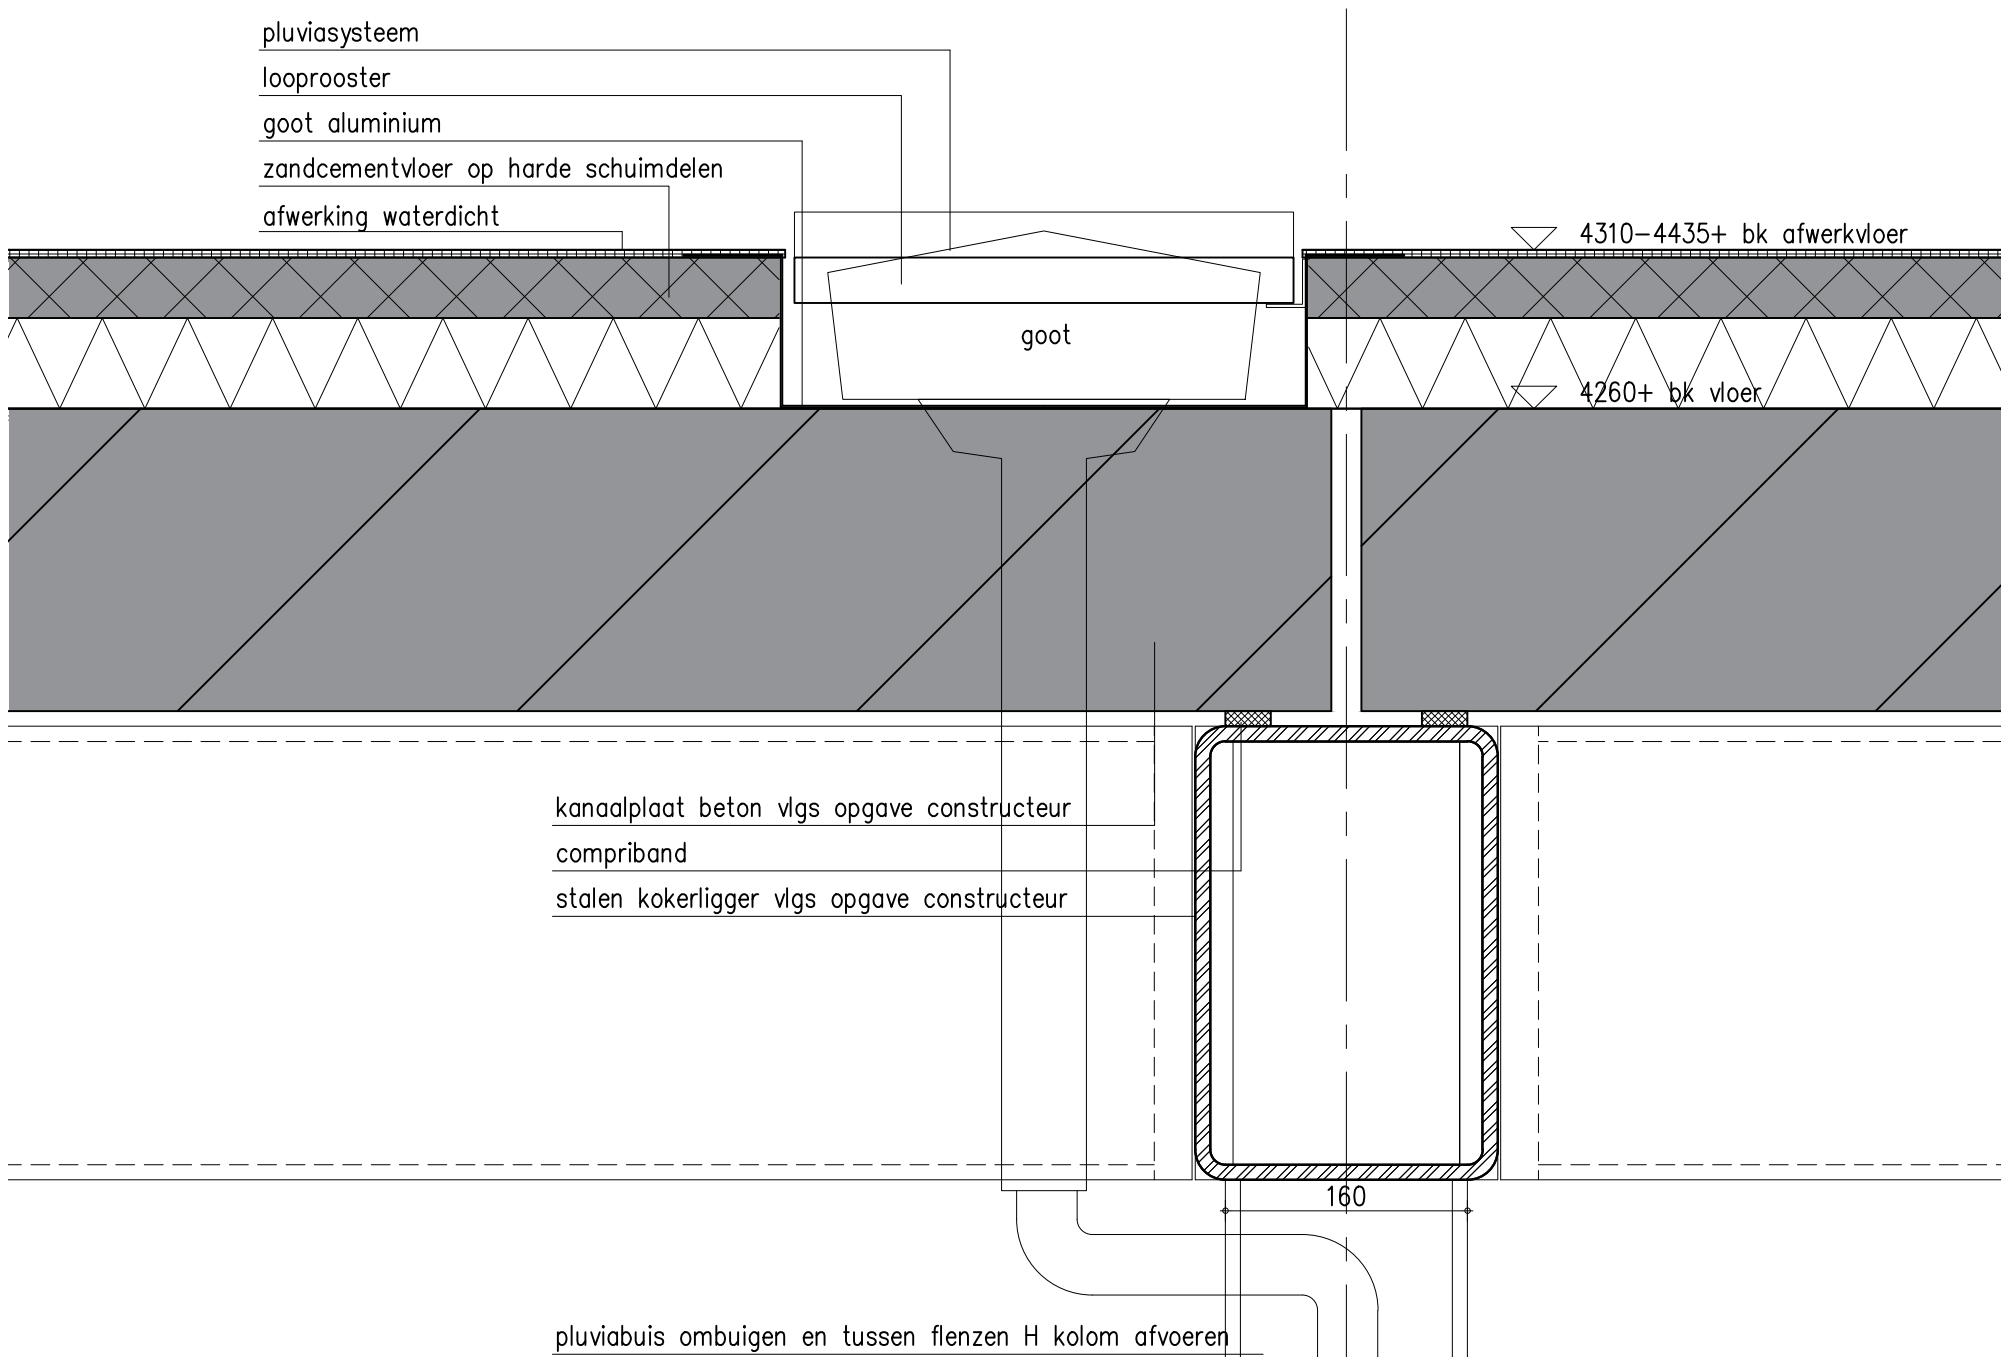 pluviasysteem
looprooster
goot aluminium
zandcementvloer op harde schuimdelen
afwerking waterdicht
4310-4435+ bk afwerkvloer
goot
4260+ bk vloer
kanaalplaat beton vlgs opgave constructeur
compriband
stalen kokerligger vlgs opgave constructeur
160
pluviabuis ombuigen en tussen flenzen H kolom afvoeren